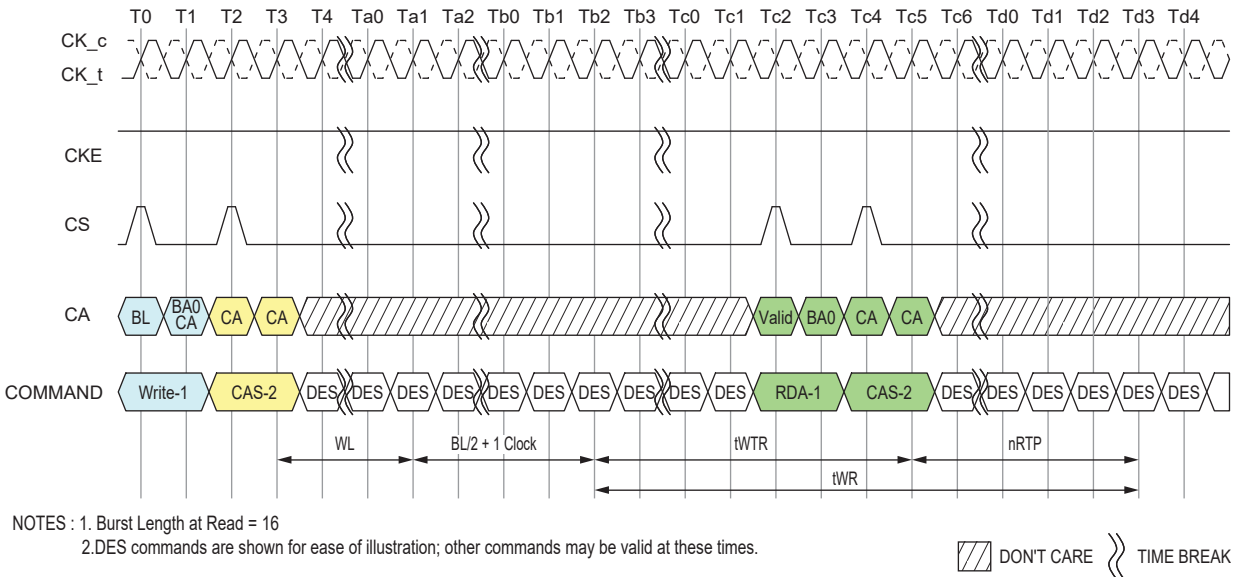 T0 T1 T2 T3 T4 Ta0 Ta1 Ta2 Tb0 Tb1 Tb2 Tb3 Tc0 Tc1 Tc2 Tc3 Tc4 Tc5 Tc6 Td0 Td1 Td2 Td3 Td4
CK_c
CK_t
CKE
CS
CA BL BA0 CA CA CA Valid BA0 CA CA
COMMAND Write-1 CAS-2 DES DES DES DES DES DES DES DES DES DES RDA-1 CAS-2 DES DES DES DES DES DES
WL BL/2 + 1 Clock tWTR nRTP
tWR
NOTES : 1. Burst Length at Read = 16
2.DES commands are shown for ease of illustration; other commands may be valid at these times.
DON'T CARE TIME BREAK